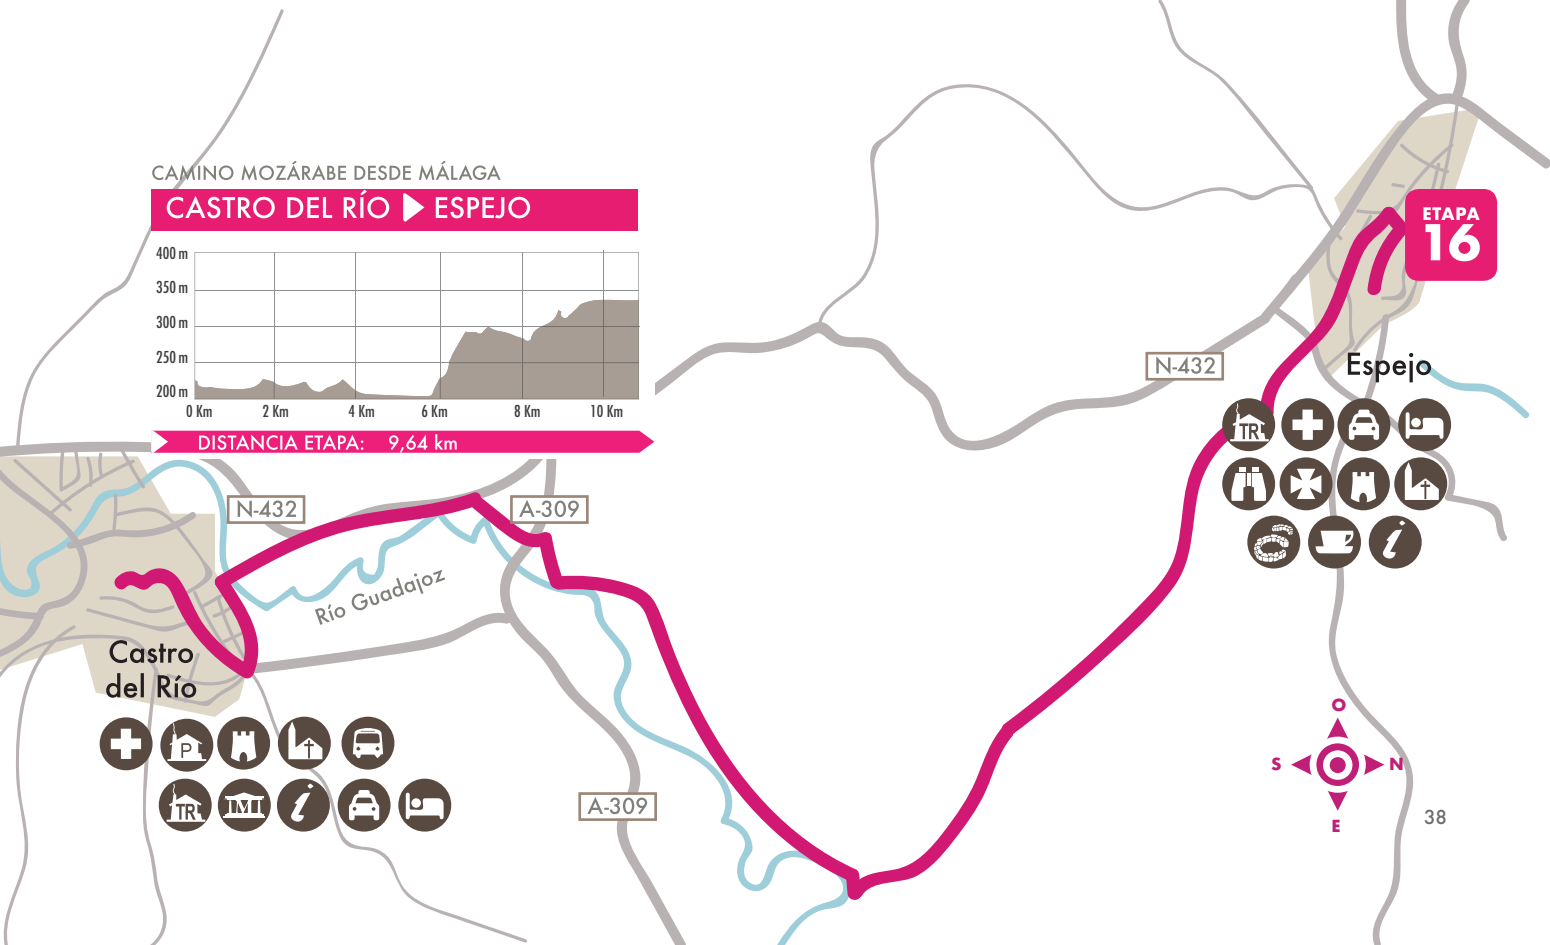 CAMINO MOZÁRABE DESDE MÁLAGA
CASTRO DEL RÍO ESPEJO
400 m
350 m
300 m
250 m
200 m
0 Km 2 Km 4 Km 6 Km 8 Km 10 Km
DISTANCIA ETAPA: 9,64 km
ETAPA
16
N-432
Espejo
TR
i
N-432
A-309
Río Guadajoz
Castro
del Río
P
TR
M
i
A-309
O
S N
E
38